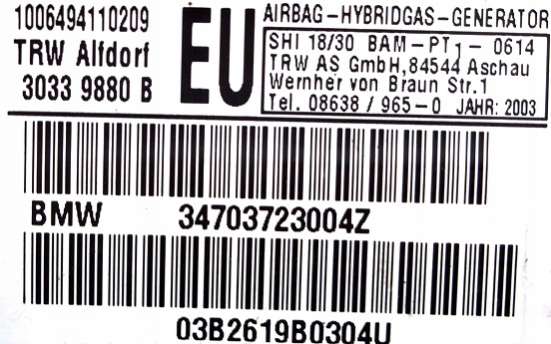 1006494110209
TRW Alfdorf
3033 9880 B
EU
AIRBAG-HYBRIDGAS-GENERATOR
SHI 18/30 BAM-PT1-0614
TRW AS GmbH,84544 Aschau
Wernher von Braun Str.1
Tel. 08638 / 965-0 JAHR: 2003
BMW 34703723004Z
03B2619B0304U